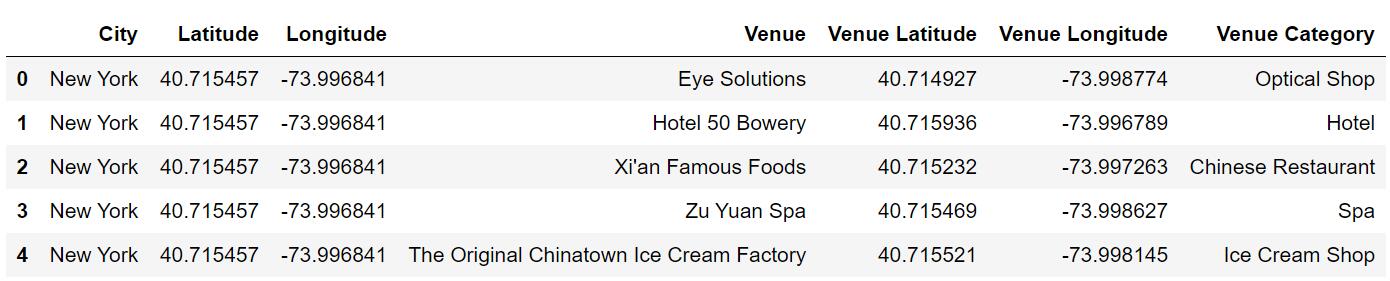 City Latitude Longitude Venue Venue Latitude Venue Longitude Venue Category
0 New York 40.715457 -73.996841 Eye Solutions 40.714927 -73.998774 Optical Shop
1 New York 40.715457 -73.996841 Hotel 50 Bowery 40.715936 -73.996789 Hotel
2 New York 40.715457 -73.996841 Xi'an Famous Foods 40.715232 -73.997263 Chinese Restaurant
3 New York 40.715457 -73.996841 Zu Yuan Spa 40.715469 -73.998627 Spa
4 New York 40.715457 -73.996841 The Original Chinatown Ice Cream Factory 40.715521 -73.998145 Ice Cream Shop